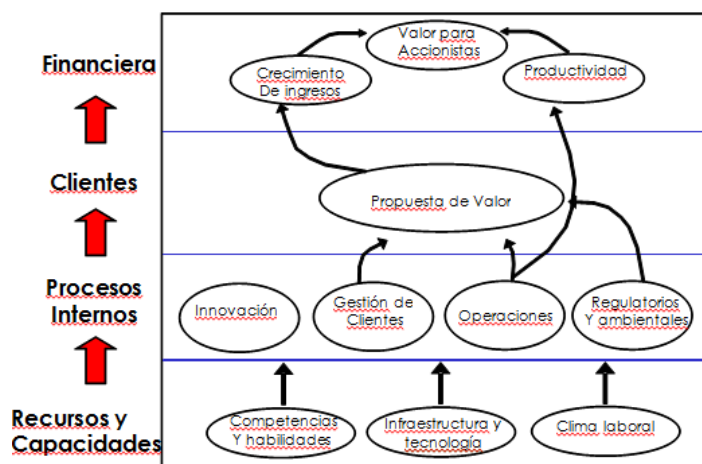 Financiera
Valor para
Accionistas
Crecimiento
De ingresos
Productividad
Clientes
Propuesta de Valor
Procesos
Internos
Innovación
Gestión de
Clientes
Operaciones
Regulatorios
Y ambientales
Recursos y
Capacidades
Competencias
Y habilidades
Infraestructura y
tecnología
Clima laboral